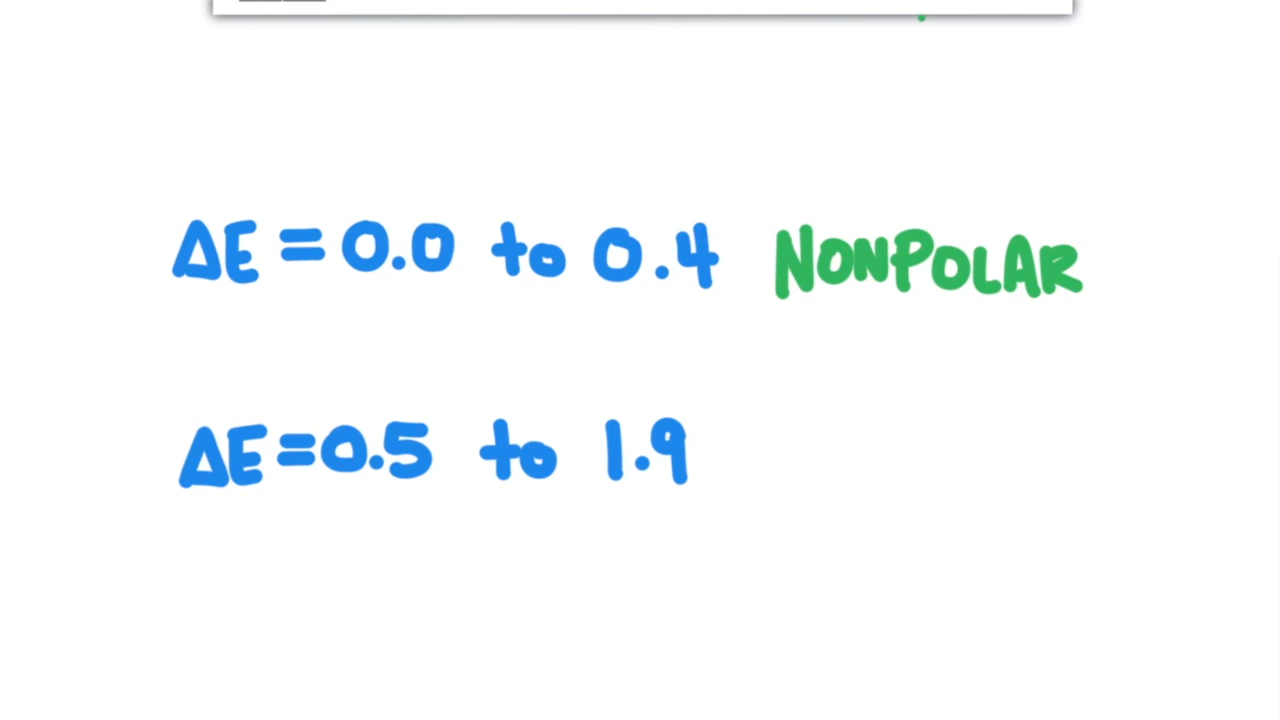 ΔE = 0.0 to 0.4 NONPOLAR
ΔE = 0.5 to 1.9